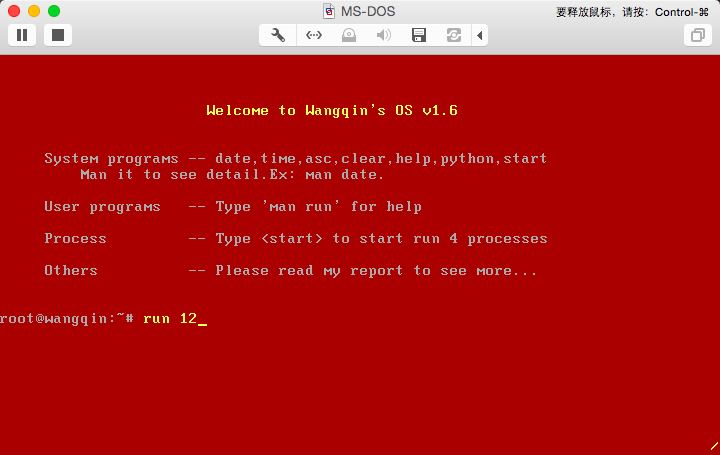 MS-DOS
要释放鼠标，请按：Control-⌘
Welcome to Wangqin's OS v1.6
System programs -- date,time,asc,clear,help,python,start
Man it to see detail.Ex: man date.
User programs   -- Type 'man run' for help
Process         -- Type <start> to start run 4 processes
Others          -- Please read my report to see more...
root@wangqin:~# run 12_